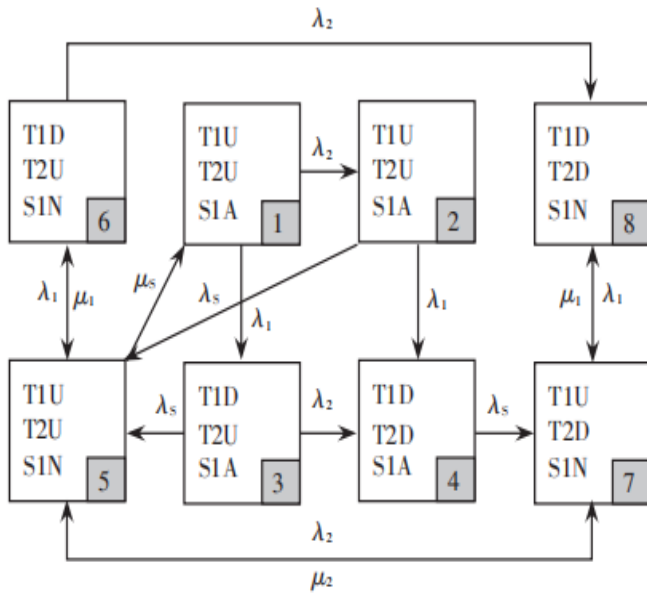 λ₂
T1D
T2U
S1N
6
T1U
T2U
S1A
1
λ₂
T1U
T2U
S1A
2
T1D
T2D
S1N
8
λ₁ μ₁
μₛ
λₛ
λ₁
λ₁
μ₁ λ₁
T1U
T2U
S1N
5
λₛ
T1D
T2U
S1A
3
λ₂
T1D
T2D
S1A
4
λₛ
T1U
T2D
S1N
7
λ₂
μ₂